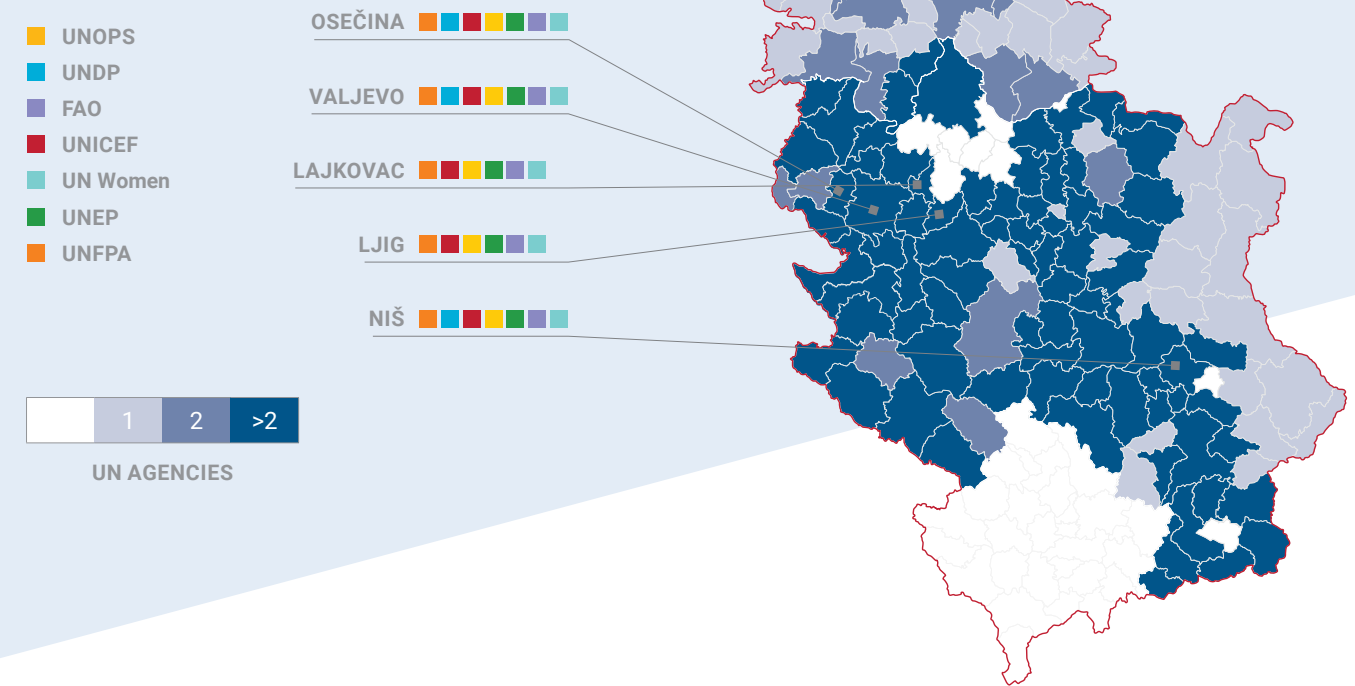 UNOPS
UNDP
FAO
UNICEF
UN Women
UNEP
UNFPA
OSEČINA
VALJEVO
LAJKOVAC
LJIG
NIŠ
1 2 >2
UN AGENCIES